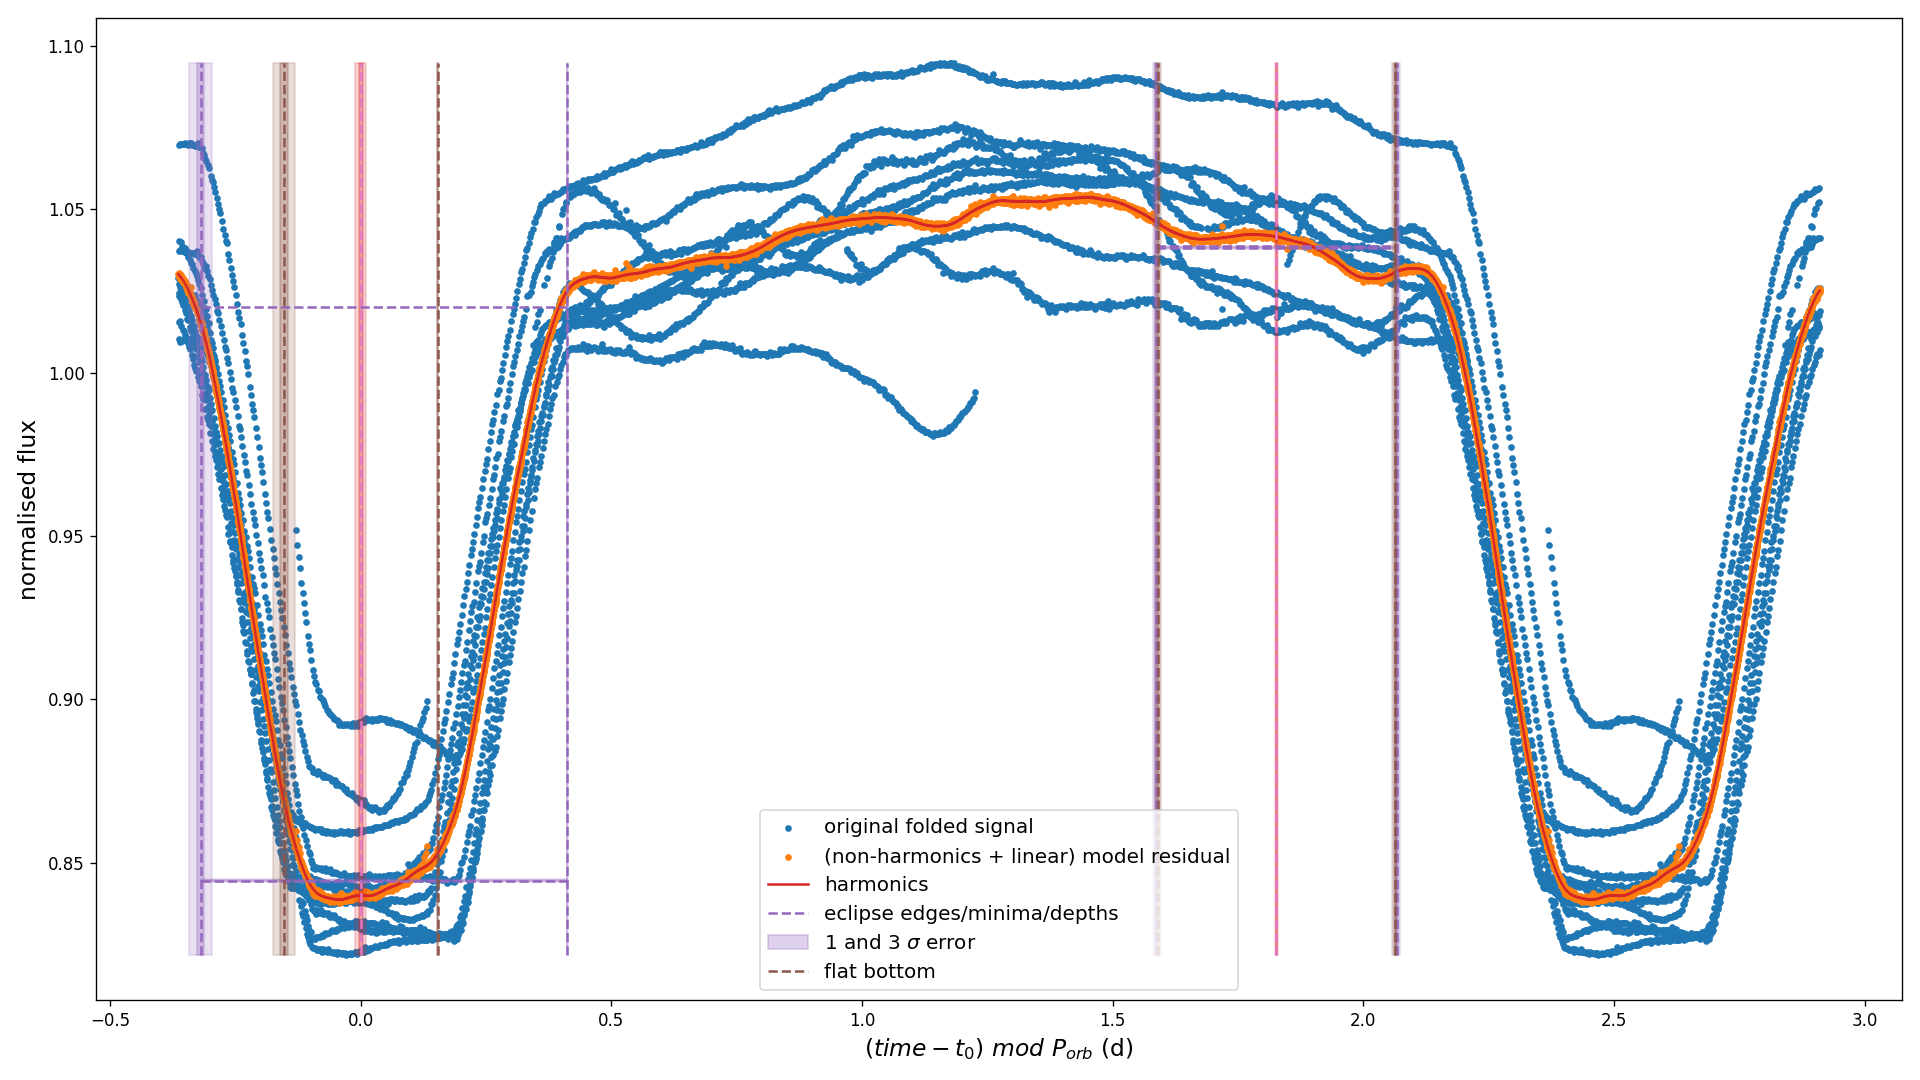 1.10
1.05
1.00
0.95
0.90
0.85
normalised flux
original folded signal
(non-harmonics + linear) model residual
harmonics
eclipse edges/minima/depths
1 and 3 σ error
flat bottom
−0.5 0.0 0.5 1.0 1.5 2.0 2.5 3.0
(time − t₀) mod Pₒᵣb (d)